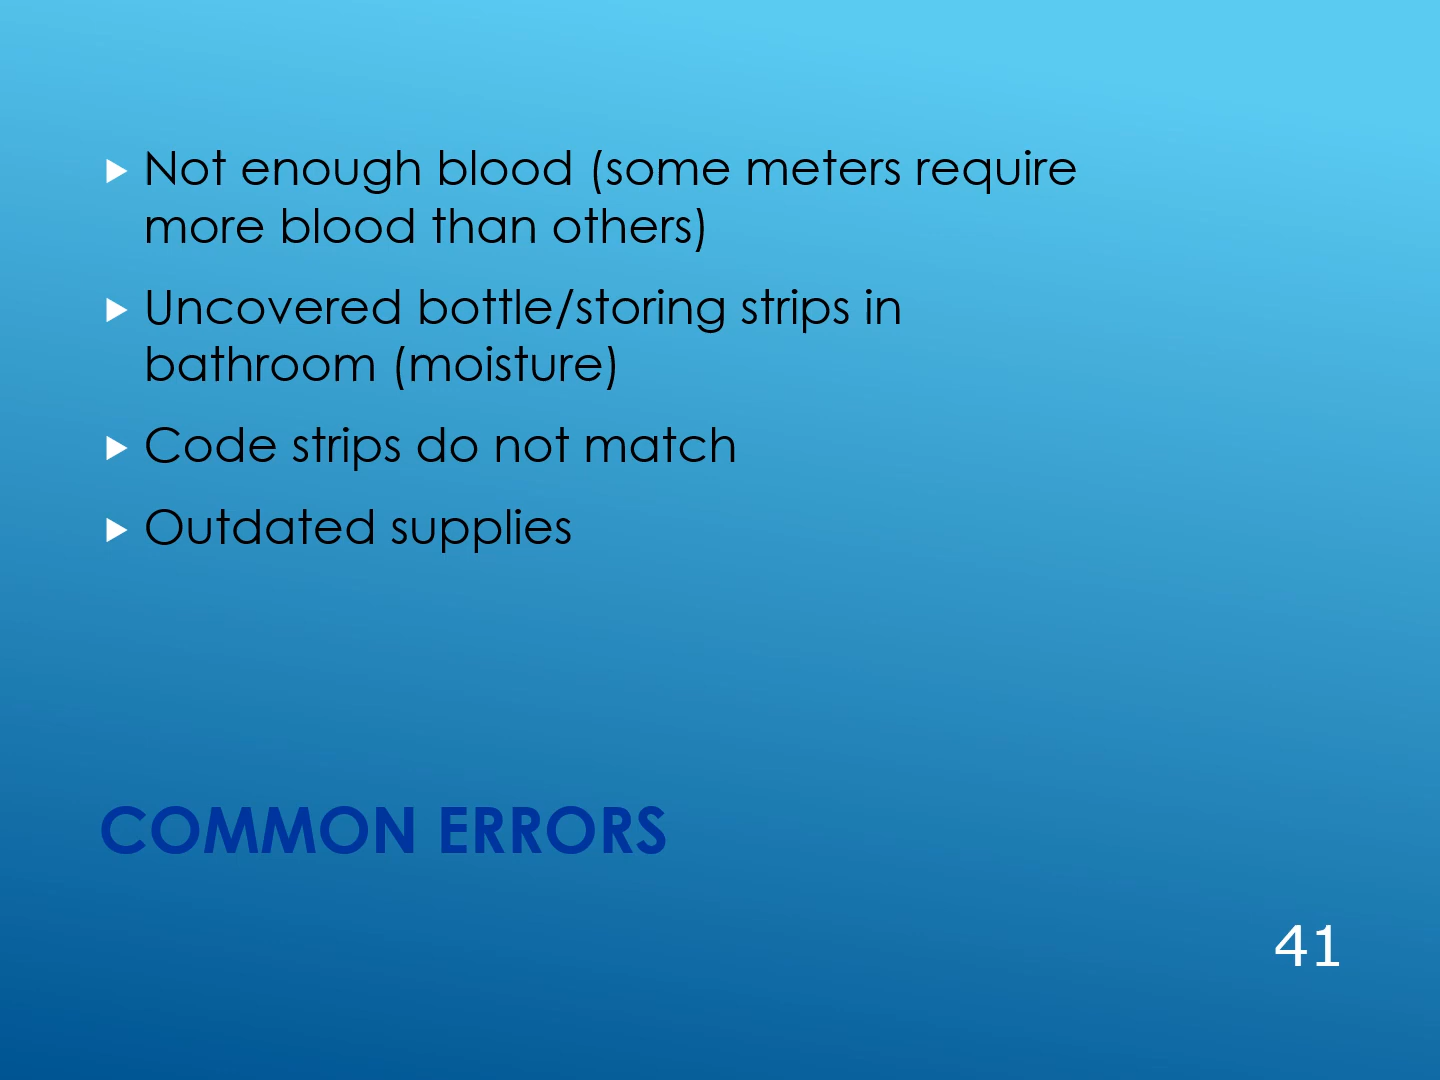 Not enough blood (some meters require
more blood than others)
Uncovered bottle/storing strips in
bathroom (moisture)
Code strips do not match
Outdated supplies
COMMON ERRORS
41